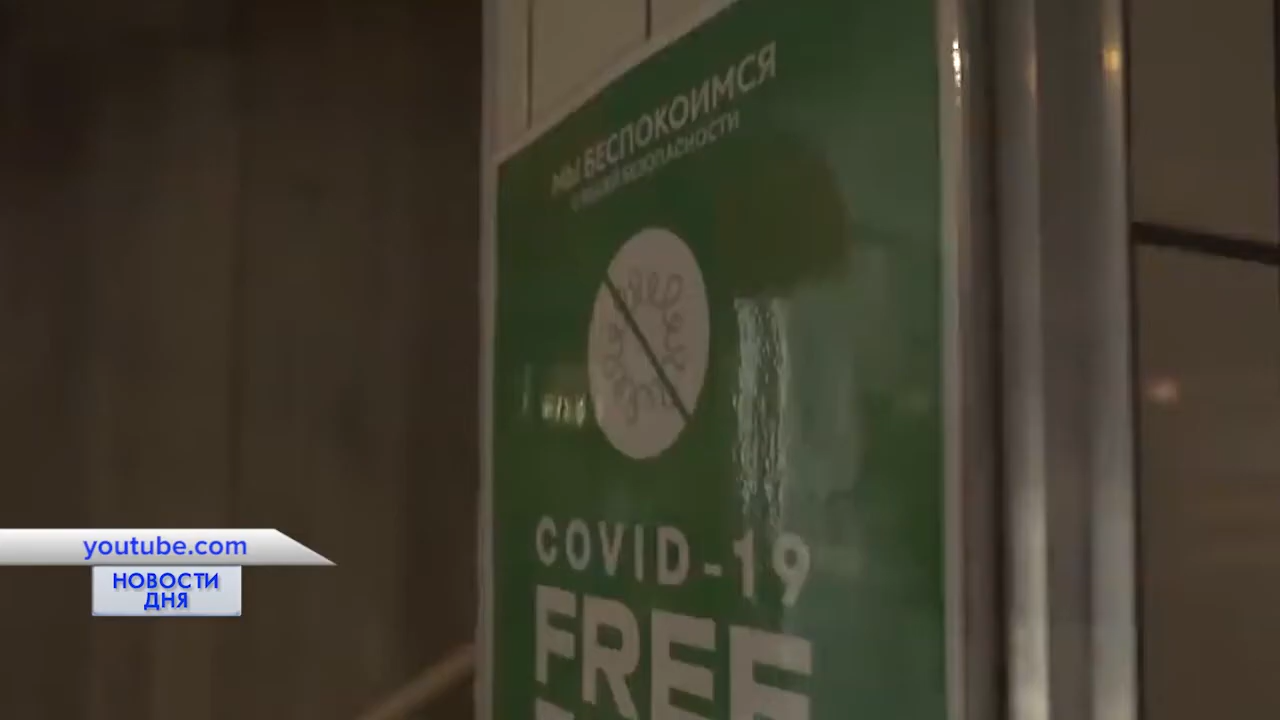 МЫ БЕСПОКОИМСЯ
О ВАШЕЙ БЕЗОПАСНОСТИ
COVID-19
FREE
youtube.com
НОВОСТИ
ДНЯ